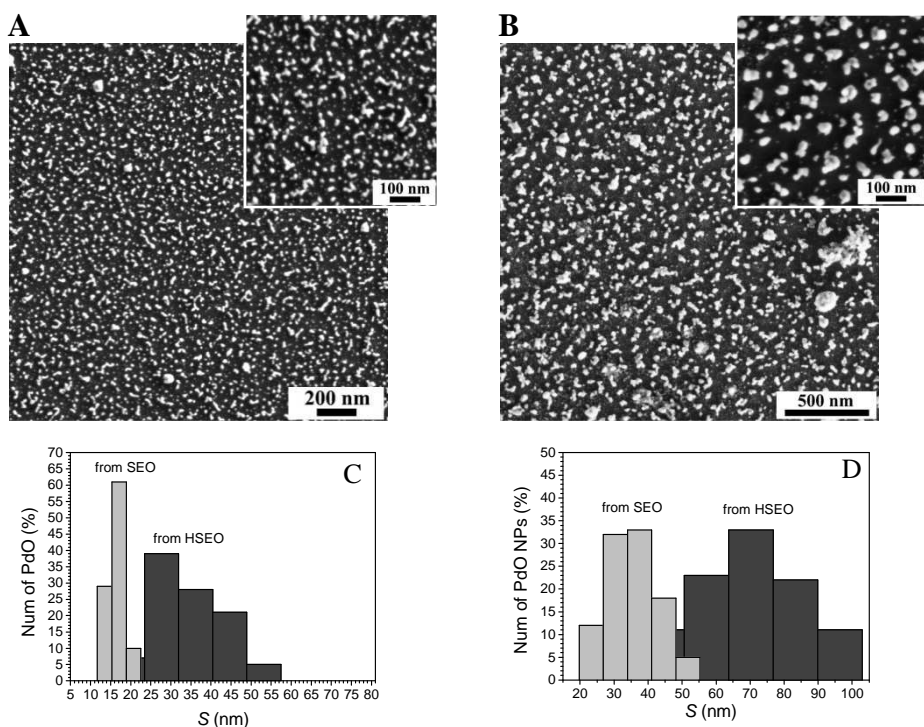 A
100 nm
200 nm
B
100 nm
500 nm
C
from SEO
from HSEO
Num of PdO (%)
70
65
60
55
50
45
40
35
30
25
20
15
10
5
0
5 10 15 20 25 30 35 40 45 50 55 60 65 70 75 80
S (nm)
D
from SEO
from HSEO
Num of PdO NPs (%)
50
45
40
35
30
25
20
15
10
5
0
20 30 40 50 60 70 80 90 100
S (nm)